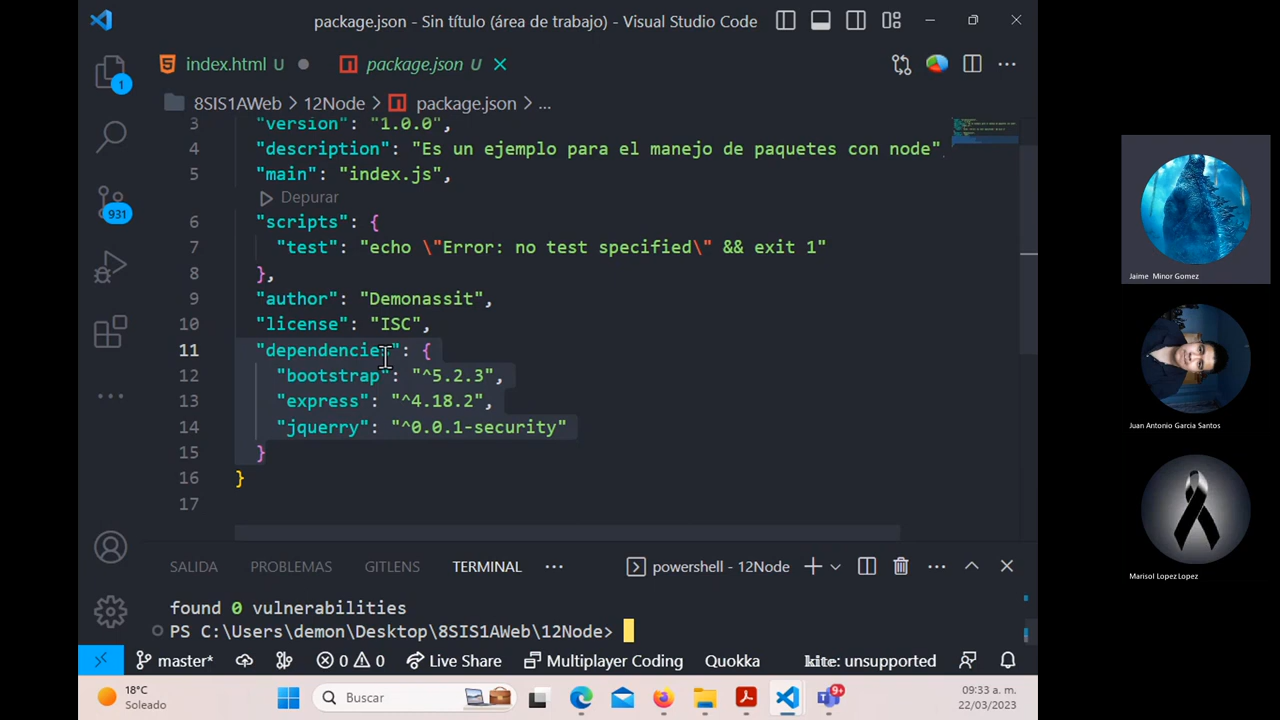 package.json - Sin título (área de trabajo) - Visual Studio Code
index.html U
package.json U
8SIS1AWeb > 12Node > package.json > ...
3 "version": "1.0.0",
4 "description": "Es un ejemplo para el manejo de paquetes con node",
5 "main": "index.js",
Depurar
6 "scripts": {
7 "test": "echo \"Error: no test specified\" && exit 1"
8 },
9 "author": "Demonassit",
10 "license": "ISC",
11 "dependencies": {
12 "bootstrap": "^5.2.3",
13 "express": "^4.18.2",
14 "jquerry": "^0.0.1-security"
15 }
16 }
17
1
931
SALIDA PROBLEMAS GITLENS TERMINAL ... powershell - 12Node
found 0 vulnerabilities
PS C:\Users\demon\Desktop\8SIS1AWeb\12Node>
master* 0 0 Live Share Multiplayer Coding Quokka kite: unsupported
18°C
Soleado
Buscar
9+
09:33 a. m.
22/03/2023
Jaime Minor Gomez
Juan Antonio Garcia Santos
Marisol Lopez Lopez